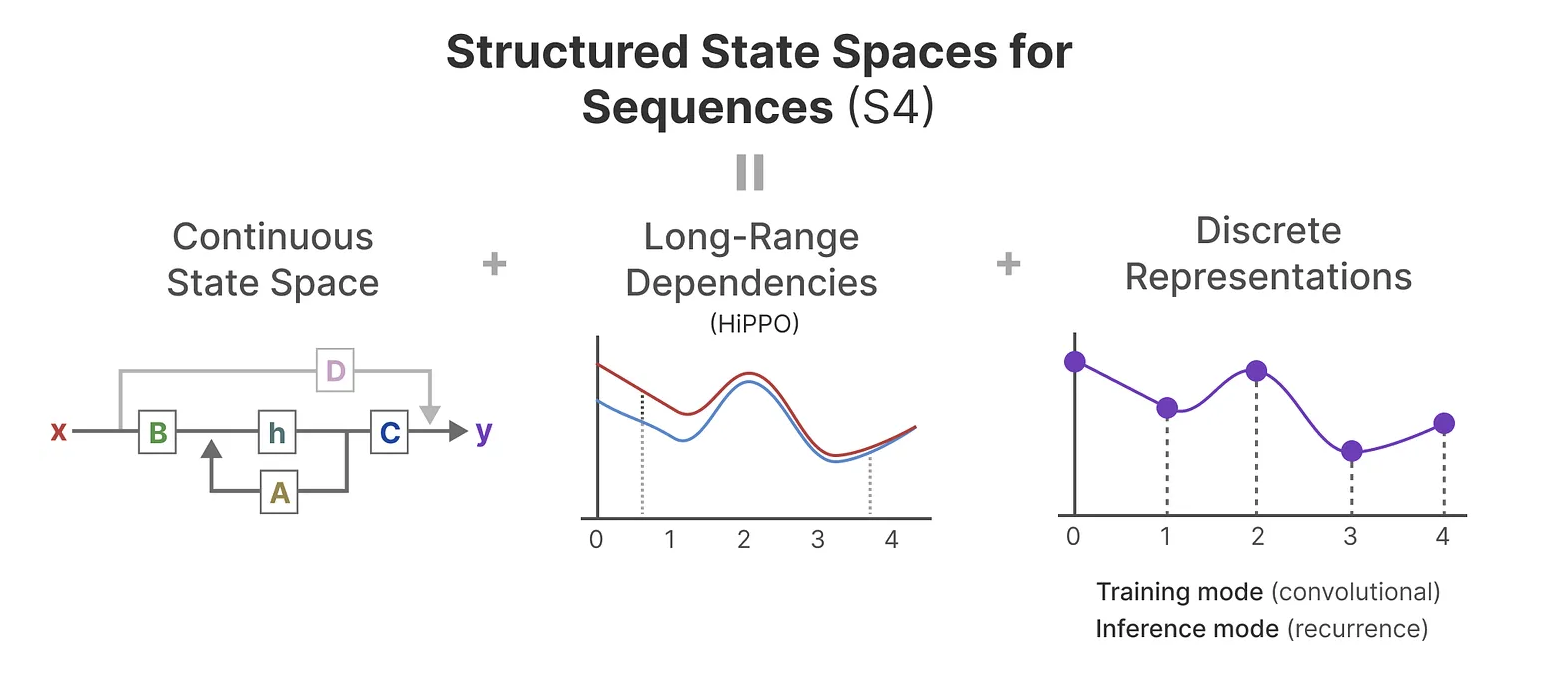 Structured State Spaces for
Sequences (S4)
=
Continuous
State Space
+
Long-Range
Dependencies
(HiPPO)
+
Discrete
Representations
D
x
B
h
C
y
A
0 1 2 3 4
0 1 2 3 4
Training mode (convolutional)
Inference mode (recurrence)